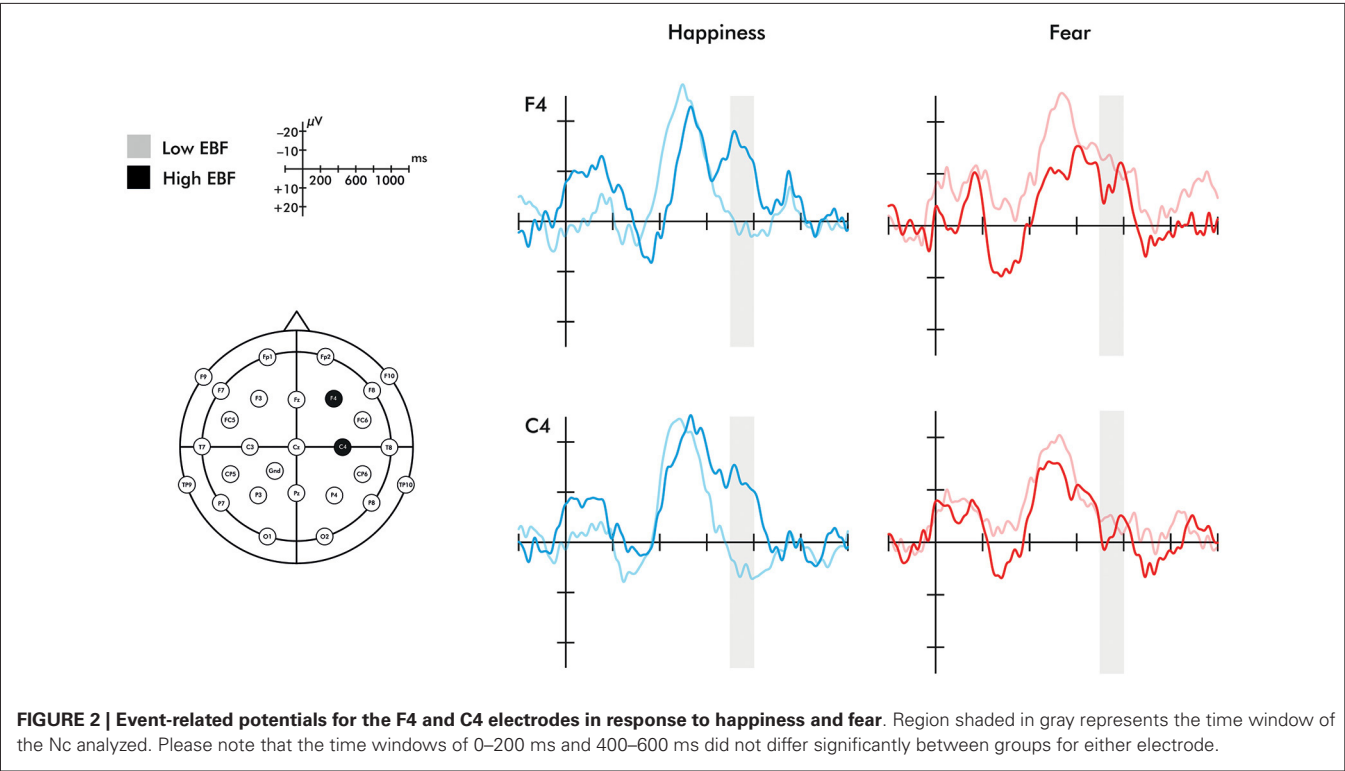 Happiness
Fear
F4
Low EBF
High EBF
µV
−20
−10
ms
200 600 1000
+10
+20
C4
Fp1 Fp2
F9 F10
F7 F3 Fz F4 F8
FC5 FC6
T7 C3 Cx C4 T8
CP5 Gnd CP6
TP9 TP10
P7 P3 Pz P4 P8
O1 O2
FIGURE 2 | Event-related potentials for the F4 and C4 electrodes in response to happiness and fear. Region shaded in gray represents the time window of
the Nc analyzed. Please note that the time windows of 0–200 ms and 400–600 ms did not differ significantly between groups for either electrode.